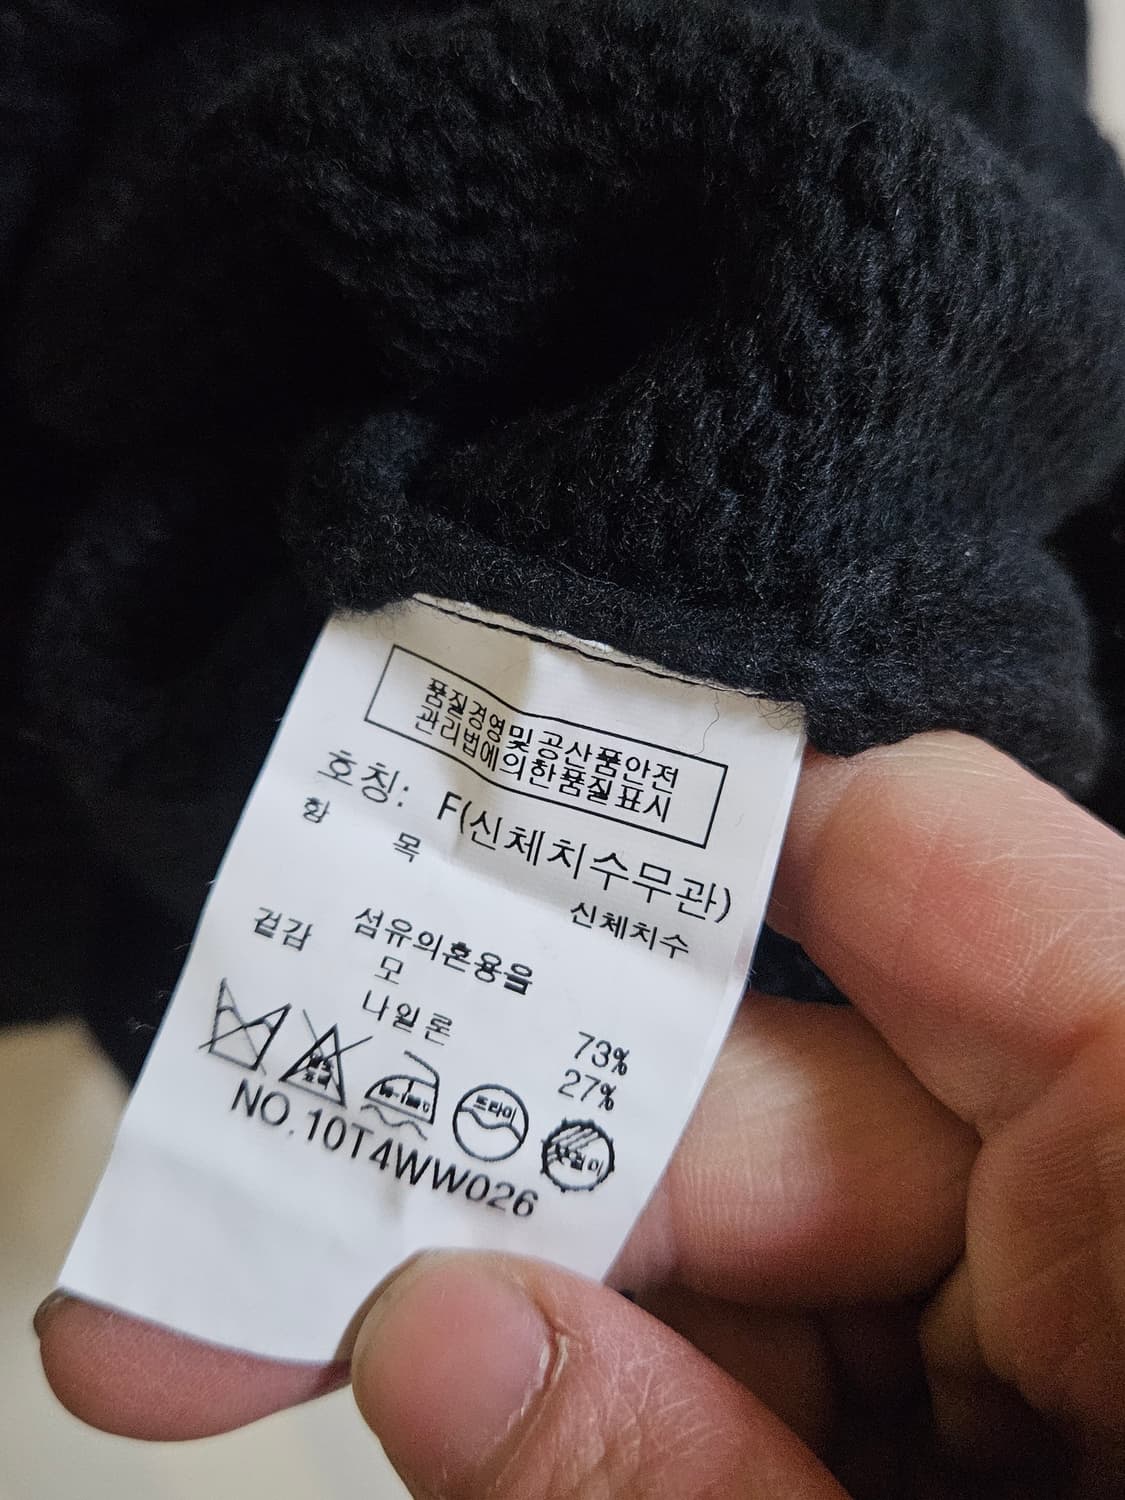 품질경영및공산품안전
관리법에의한품질표시
호칭: F(신체치수무관)
항 목 신체치수
섬유의혼용율
겉감 모 73%
나일론 27%
드라이
NO.10T4WW026